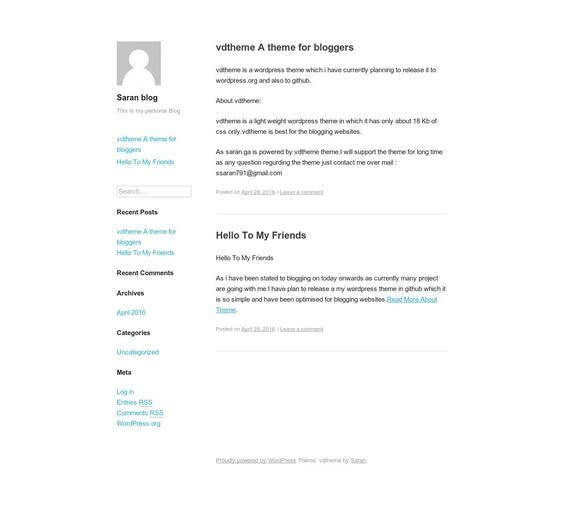 Saran blog
This is my personal Blog
vdtheme A theme for
bloggers
Hello To My Friends
Search ...
Recent Posts
vdtheme A theme for
bloggers
Hello To My Friends
Recent Comments
Archives
April 2016
Categories
Uncategorized
Meta
Log in
Entries RSS
Comments RSS
WordPress.org
vdtheme A theme for bloggers
vdtheme is a wordpress theme which i have currently planning to release it to
wordpress.org and also to github.
About vdtheme:
vdtheme is a light weight wordpress theme in which it has only about 18 Kb of
css only.vdtheme is best for the blogging websites.
As saran.ga is powered by vdtheme theme.I will support the theme for long time
as any question regurding the theme just contact me over mail :
ssaran791@gmail.com
Posted on April 28, 2016. | Leave a comment
Hello To My Friends
Hello To My Friends
As i have been stated to blogging on today onwards as currently many project
are going with me.I have plan to release a my wordpress theme in github which it
is so simple and have been optimised for blogging websites.Read More About
Theme.
Posted on April 28, 2016. | Leave a comment
Proudly powered by WordPress Theme: vdtheme by Saran.